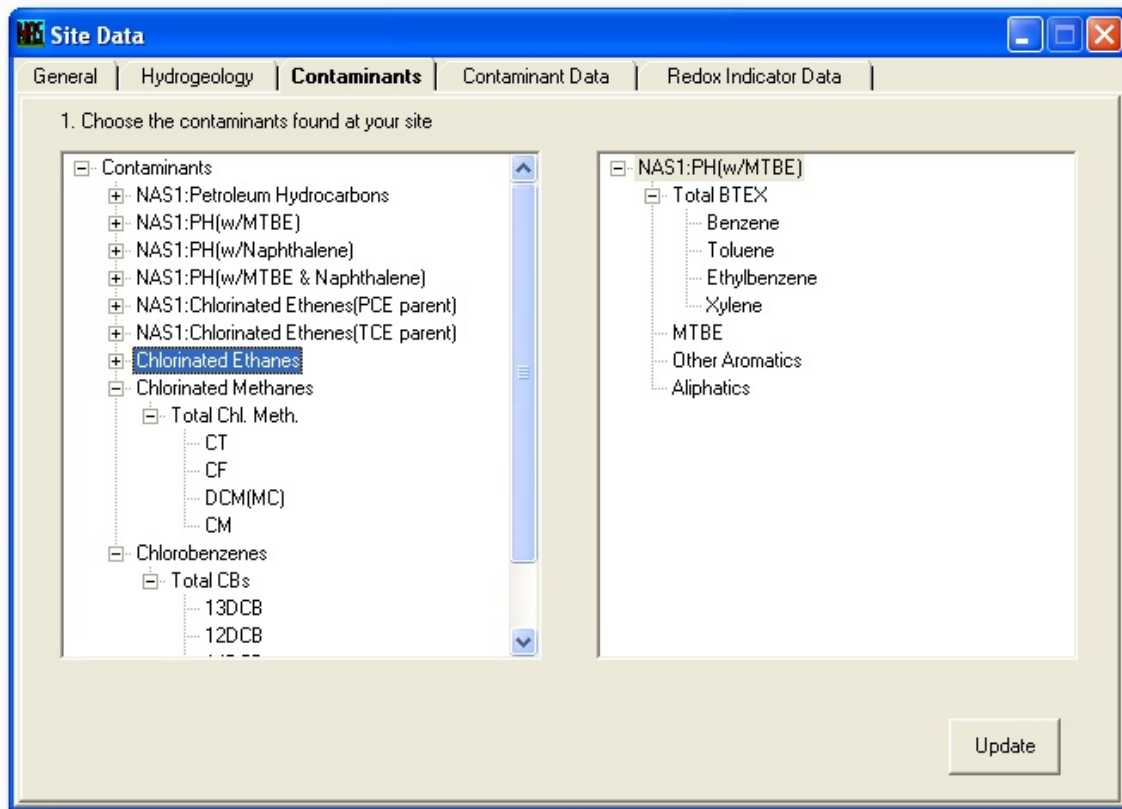 NAS Site Data
General Hydrogeology Contaminants Contaminant Data Redox Indicator Data
1. Choose the contaminants found at your site
Contaminants
NAS1:Petroleum Hydrocarbons
NAS1:PH(w/MTBE)
NAS1:PH(w/Naphthalene)
NAS1:PH(w/MTBE & Naphthalene)
NAS1:Chlorinated Ethenes(PCE parent)
NAS1:Chlorinated Ethenes(TCE parent)
Chlorinated Ethanes
Chlorinated Methanes
Total Chl. Meth.
CT
CF
DCM(MC)
CM
Chlorobenzenes
Total CBs
13DCB
12DCB
NAS1:PH(w/MTBE)
Total BTEX
Benzene
Toluene
Ethylbenzene
Xylene
MTBE
Other Aromatics
Aliphatics
Update